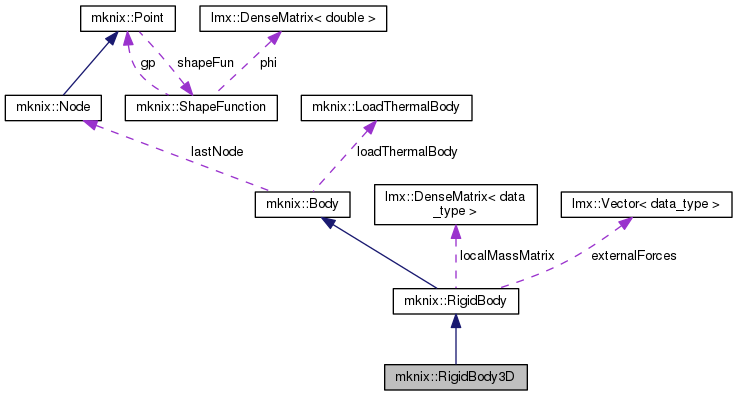 mknix::Point
lmx::DenseMatrix< double >
gp
shapeFun
phi
mknix::Node
mknix::ShapeFunction
mknix::LoadThermalBody
lastNode
loadThermalBody
mknix::Body
lmx::DenseMatrix< data
_type >
lmx::Vector< data_type >
localMassMatrix
externalForces
mknix::RigidBody
mknix::RigidBody3D